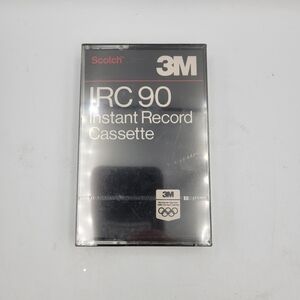 Scotch 3M
IRC 90
Instant Record
Cassette
3M